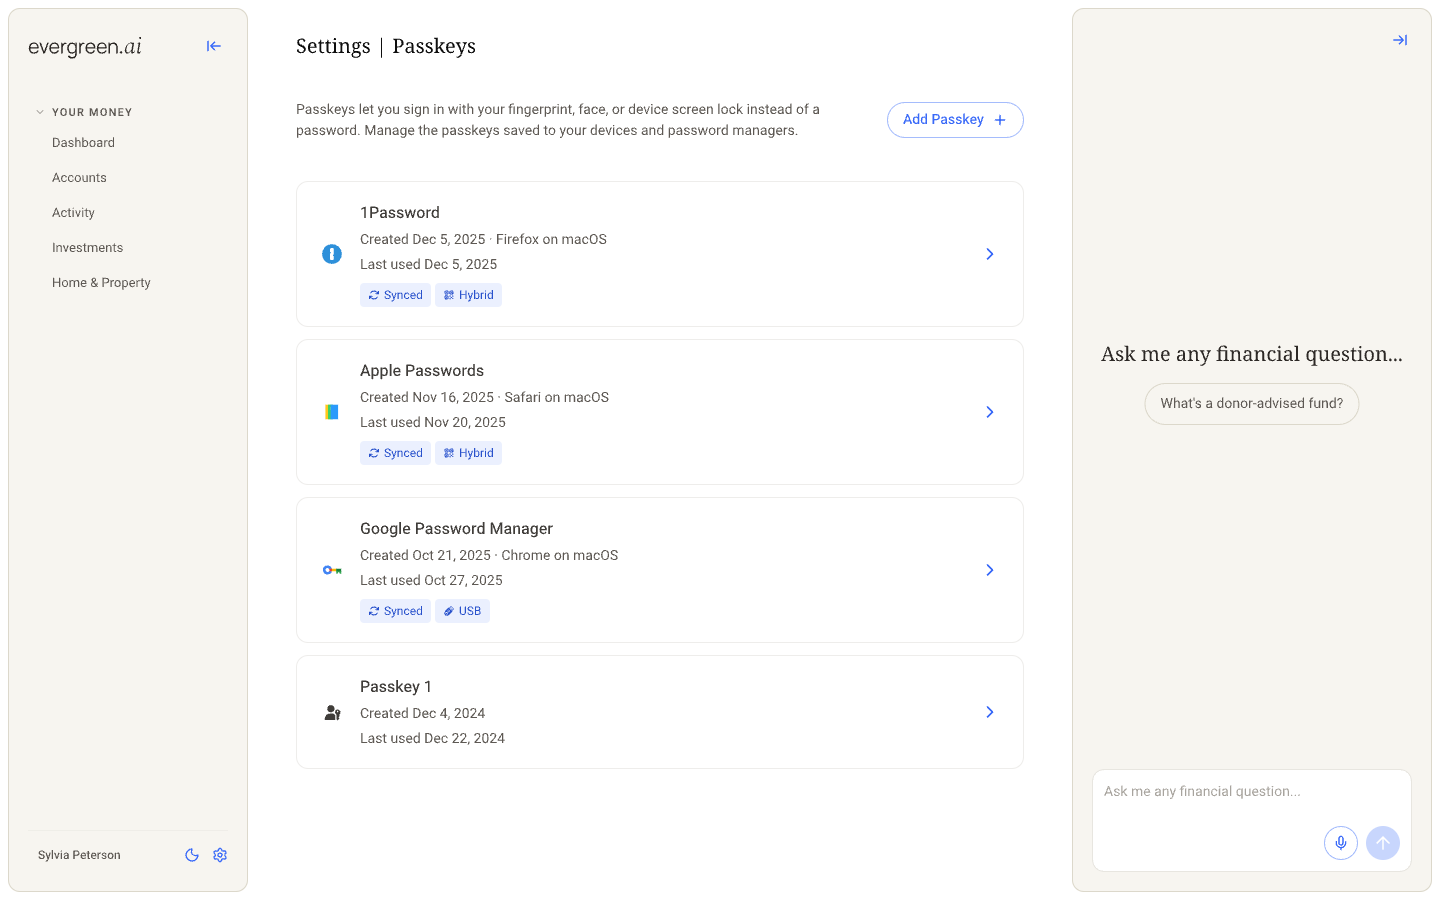 evergreen.ai
YOUR MONEY
Dashboard
Accounts
Activity
Investments
Home & Property
Sylvia Peterson
Settings | Passkeys
Passkeys let you sign in with your fingerprint, face, or device screen lock instead of a
password. Manage the passkeys saved to your devices and password managers.
Add Passkey
1Password
Created Dec 5, 2025 · Firefox on macOS
Last used Dec 5, 2025
Synced Hybrid
Apple Passwords
Created Nov 16, 2025 · Safari on macOS
Last used Nov 20, 2025
Synced Hybrid
Google Password Manager
Created Oct 21, 2025 · Chrome on macOS
Last used Oct 27, 2025
Synced USB
Passkey 1
Created Dec 4, 2024
Last used Dec 22, 2024
Ask me any financial question...
What's a donor-advised fund?
Ask me any financial question...